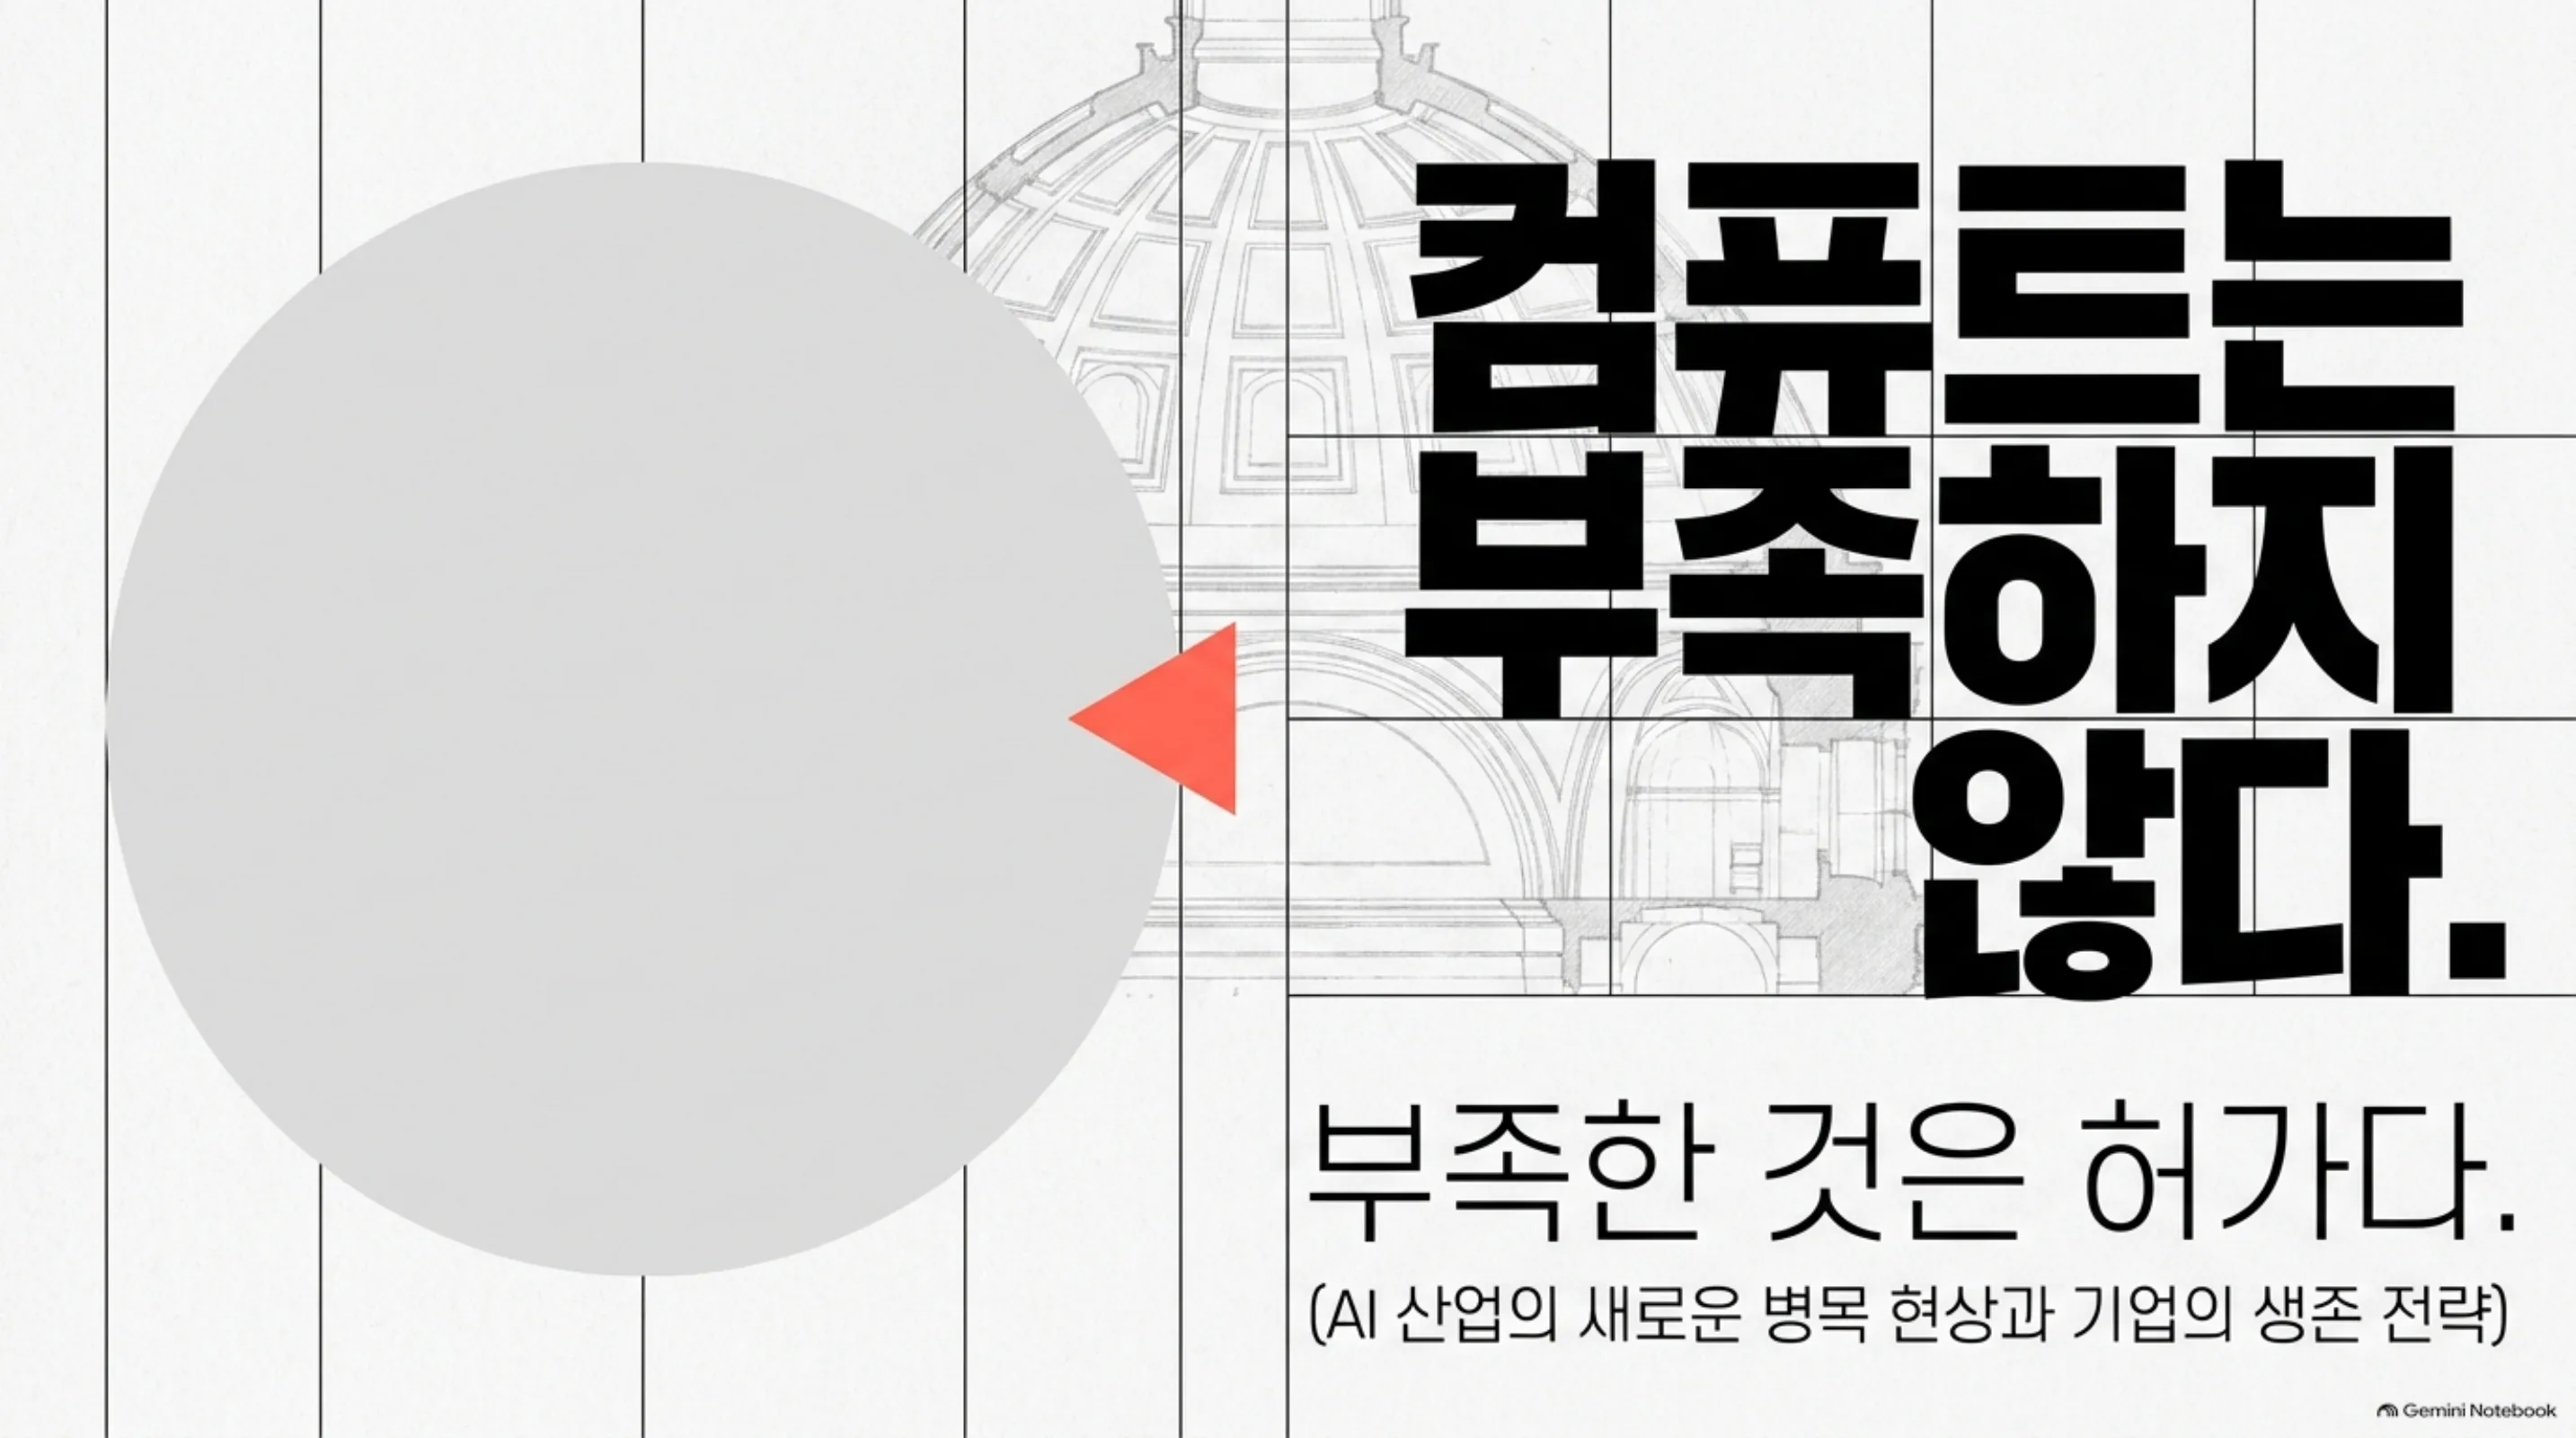 컴퓨트는
부족하지
않다.
부족한 것은 허가다.
(AI 산업의 새로운 병목 현상과 기업의 생존 전략)
Gemini Notebook